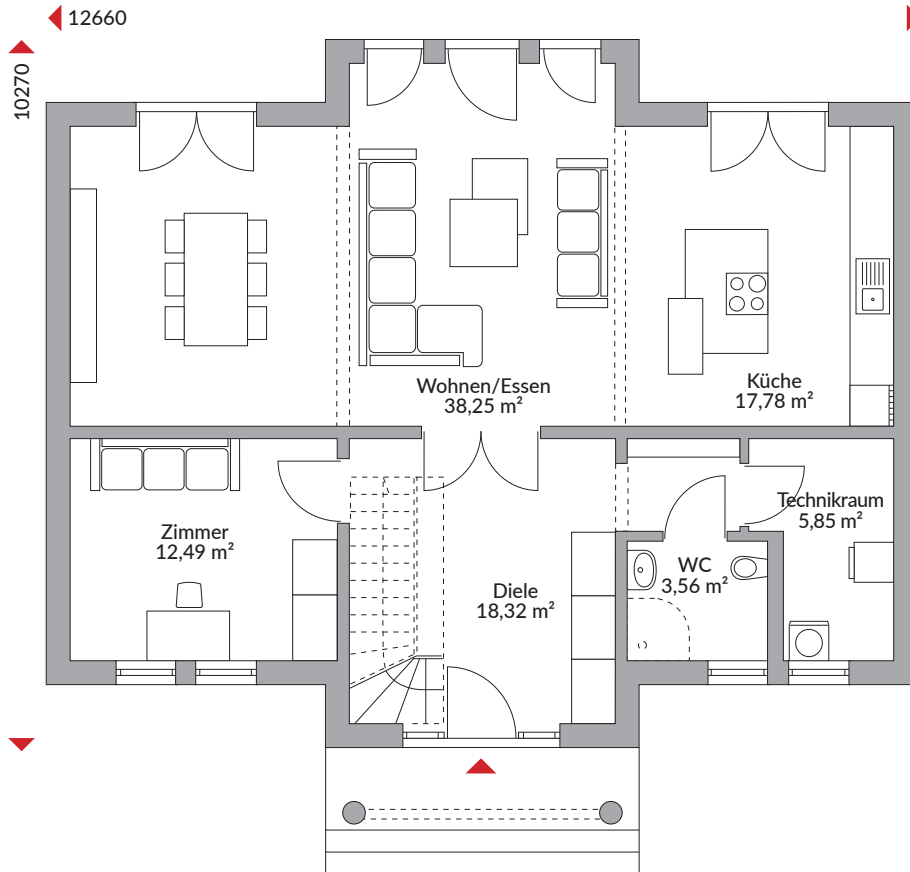 12660
10270
Wohnen/Essen
38,25 m²
Küche
17,78 m²
Zimmer
12,49 m²
Technikraum
5,85 m²
WC
3,56 m²
Diele
18,32 m²